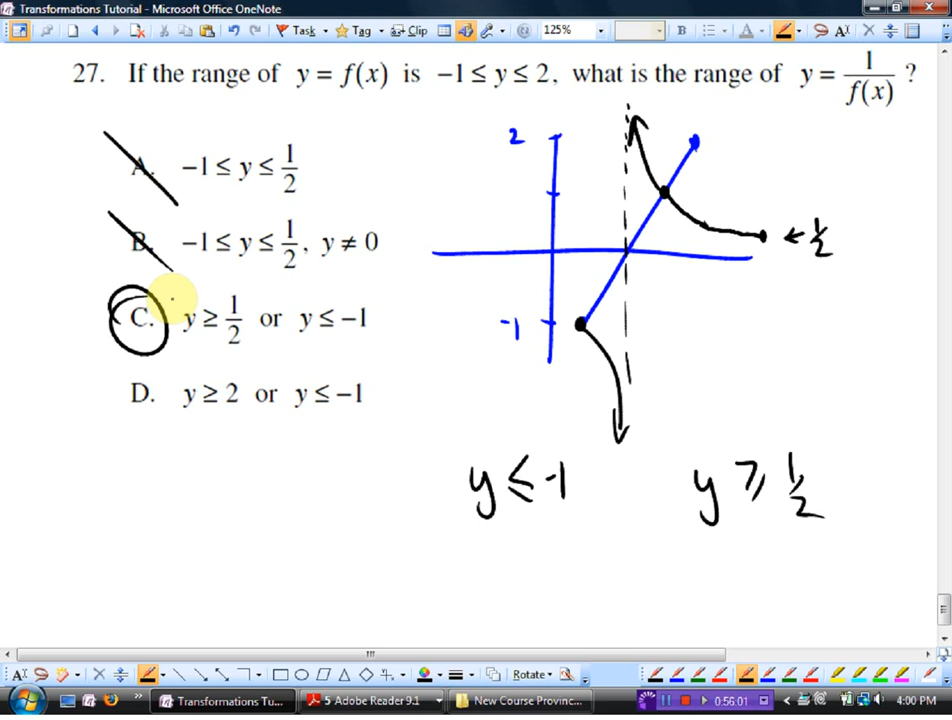 Transformations Tutorial - Microsoft Office OneNote
Task Tag Clip 125% B A
27. If the range of y = f(x) is −1 ≤ y ≤ 2, what is the range of y = 1/f(x) ?
A. −1 ≤ y ≤ 1/2
B. −1 ≤ y ≤ 1/2, y ≠ 0
C. y ≥ 1/2 or y ≤ −1
D. y ≥ 2 or y ≤ −1
2
← 1/2
-1
y ≤ -1 y ≥ 1/2
Rotate
Transformations Tu... Adobe Reader 9.1 New Course Provinc... 0:56:01 4:00 PM